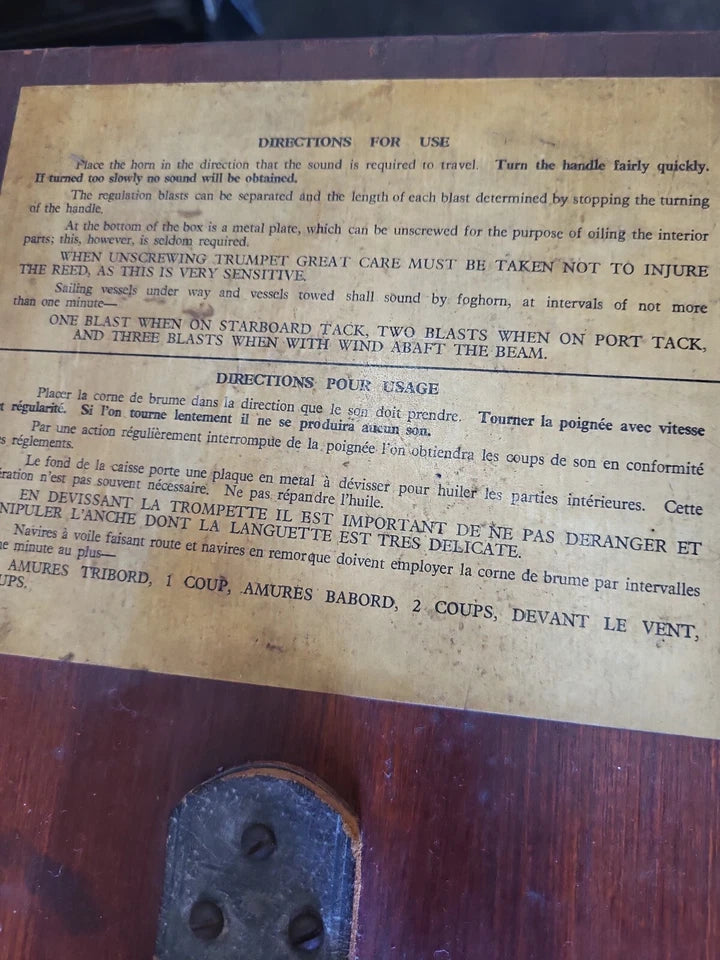 DIRECTIONS FOR USE
Place the horn in the direction that the sound is required to travel. Turn the handle fairly quickly.
If turned too slowly no sound will be obtained.
The regulation blasts can be separated and the length of each blast determined by stopping the turning
of the handle.
At the bottom of the box is a metal plate, which can be unscrewed for the purpose of oiling the interior
parts; this, however, is seldom required.
WHEN UNSCREWING TRUMPET GREAT CARE MUST BE TAKEN NOT TO INJURE
THE REED, AS THIS IS VERY SENSITIVE.
Sailing vessels under way and vessels towed shall sound by foghorn, at intervals of not more
than one minute—
ONE BLAST WHEN ON STARBOARD TACK, TWO BLASTS WHEN ON PORT TACK,
AND THREE BLASTS WHEN WITH WIND ABAFT THE BEAM.
DIRECTIONS POUR USAGE
Placer la corne de brume dans la direction que le son doit prendre. Tourner la poignée avec vitesse
t régularité. Si l'on tourne lentement il ne se produira aucun son.
Par une action régulièrement interrompue de la poignée l'on obtiendra les coups de son en conformité
s réglements.
Le fond de la caisse porte une plaque en metal à dévisser pour huiler les parties intérieures. Cette
ération n'est pas souvent nécessaire. Ne pas répandre l'huile.
EN DEVISSANT LA TROMPETTE IL EST IMPORTANT DE NE PAS DERANGER ET
NIPULER L'ANCHE DONT LA LANGUETTE EST TRES DELICATE.
Navires à voile faisant route et navires en remorque doivent employer la corne de brume par intervalles
e minute au plus—
AMURES TRIBORD, 1 COUP, AMURES BABORD, 2 COUPS, DEVANT LE VENT,
UPS.